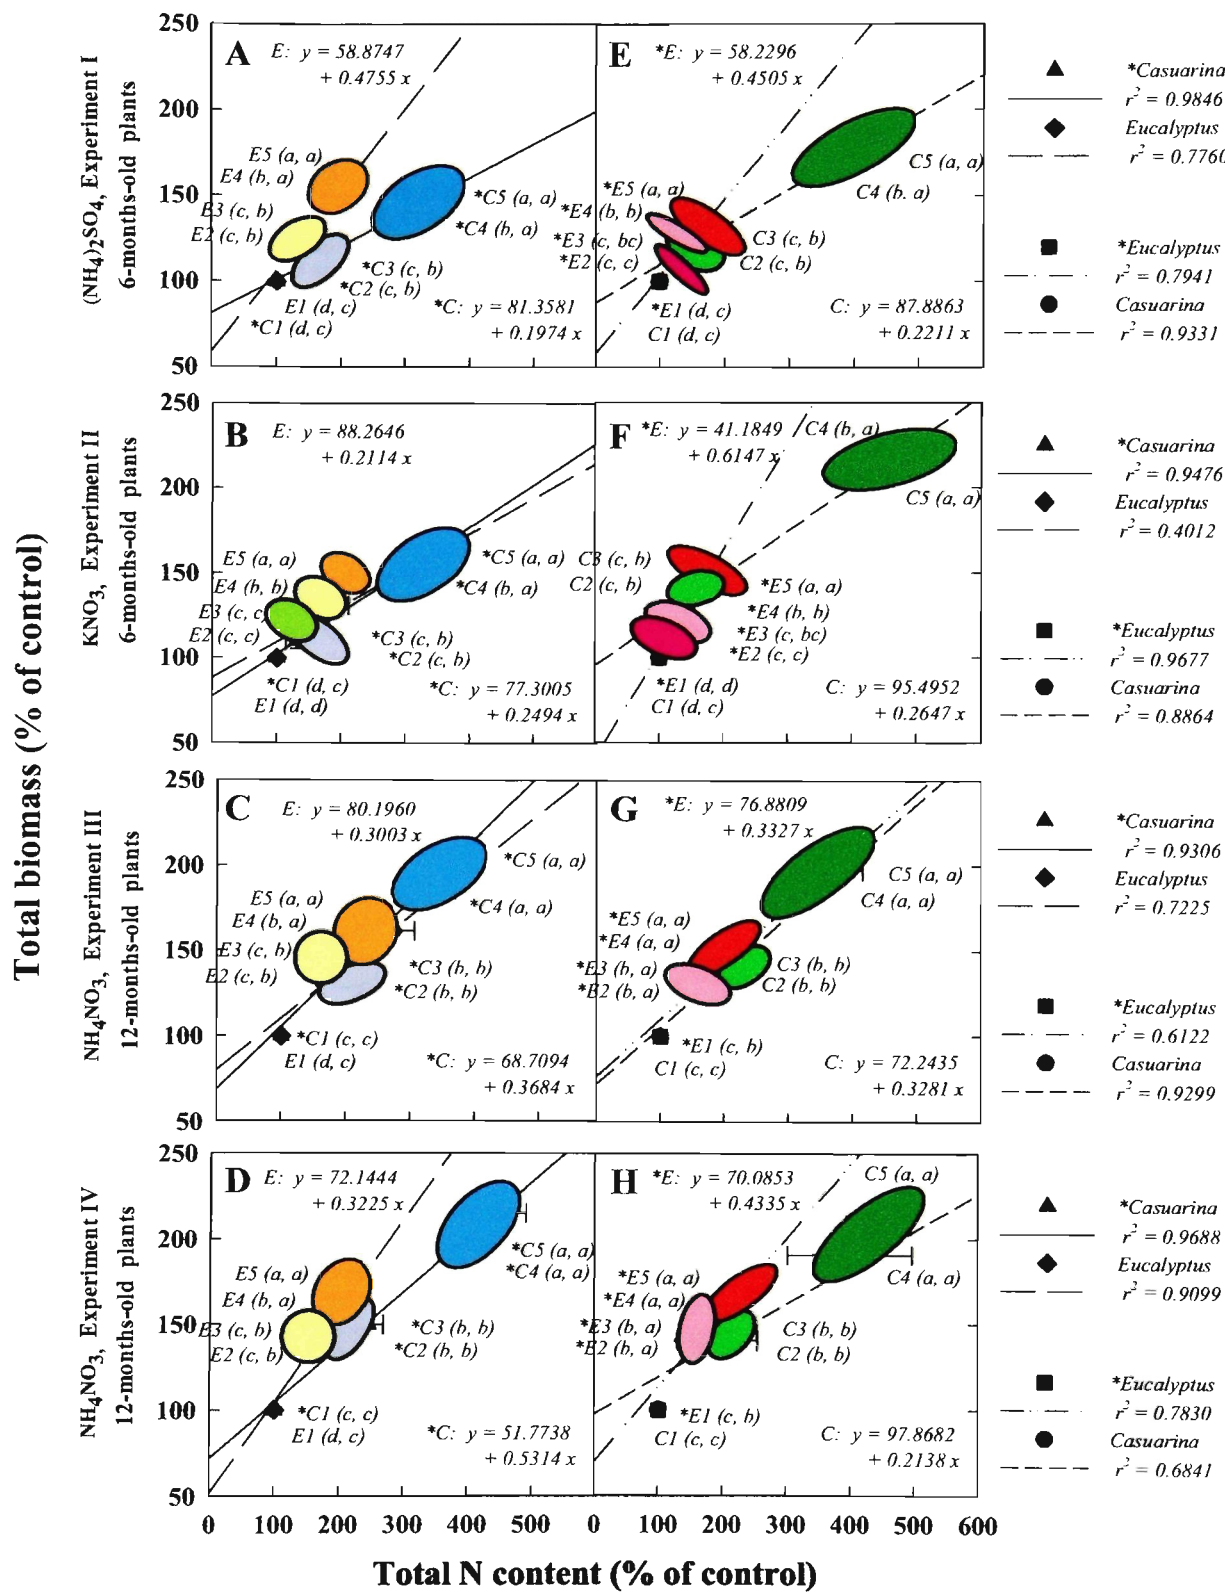 Total biomass (% of control)
(NH4)2SO4, Experiment I
6-months-old plants
250
200
150
100
50
A
E: y = 58.8747
+ 0.4755 x
E5 (a, a)
E4 (b, a)
E3 (c, b)
E2 (c, b)
*C5 (a, a)
*C4 (b, a)
*C3 (c, b)
*C2 (c, b)
E1 (d, c)
*C1 (d, c)
*C: y = 81.3581
+ 0.1974 x
E
*E: y = 58.2296
+ 0.4505 x
*E5 (a, a)
*E4 (b, b)
*E3 (c, bc)
*E2 (c, c)
C5 (a, a)
C4 (b. a)
C3 (c, b)
C2 (c, b)
*E1 (d, c)
C1 (d, c)
C: y = 87.8863
+ 0.2211 x
*Casuarina
r2 = 0.9846
Eucalyptus
r2 = 0.7760
*Eucalyptus
r2 = 0.7941
Casuarina
r2 = 0.9331
KNO3, Experiment II
6-months-old plants
250
200
150
100
50
B
E: y = 88.2646
+ 0.2114 x
E5 (a, a)
E4 (b, b)
E3 (c, c)
E2 (c, c)
*C5 (a, a)
*C4 (b, a)
*C3 (c, b)
*C2 (c, b)
*C1 (d, c)
E1 (d, d)
*C: y = 77.3005
+ 0.2494 x
F
*E: y = 41.1849
+ 0.6147 x
C4 (b, a)
C5 (a, a)
C3 (c, b)
C2 (c, b)
*E5 (a, a)
*E4 (b, b)
*E3 (c, bc)
*E2 (c, c)
*E1 (d, d)
C1 (d, c)
C: y = 95.4952
+ 0.2647 x
*Casuarina
r2 = 0.9476
Eucalyptus
r2 = 0.4012
*Eucalyptus
r2 = 0.9677
Casuarina
r2 = 0.8864
NH4NO3, Experiment III
12-months-old plants
250
200
150
100
50
C
E: y = 80.1960
+ 0.3003 x
E5 (a, a)
E4 (b, a)
E3 (c, b)
E2 (c, b)
*C5 (a, a)
*C4 (a, a)
*C3 (b, b)
*C2 (b, b)
*C1 (c, c)
E1 (d, c)
*C: y = 68.7094
+ 0.3684 x
G
*E: y = 76.8809
+ 0.3327 x
*E5 (a, a)
*E4 (a, a)
*E3 (b, a)
*E2 (b, a)
C5 (a, a)
C4 (a, a)
C3 (b, b)
C2 (b, b)
*E1 (c, b)
C1 (c, c)
C: y = 72.2435
+ 0.3281 x
*Casuarina
r2 = 0.9306
Eucalyptus
r2 = 0.7225
*Eucalyptus
r2 = 0.6122
Casuarina
r2 = 0.9299
NH4NO3, Experiment IV
12-months-old plants
250
200
150
100
50
D
E: y = 72.1444
+ 0.3225 x
E5 (a, a)
E4 (b, a)
E3 (c, b)
E2 (c, b)
*C5 (a, a)
*C4 (a, a)
*C3 (b, b)
*C2 (b, b)
*C1 (c, c)
E1 (d, c)
*C: y = 51.7738
+ 0.5314 x
H
*E: y = 70.0853
+ 0.4335 x
C5 (a, a)
C4 (a, a)
*E5 (a, a)
*E4 (a, a)
*E3 (b, a)
*E2 (b, a)
C3 (b, b)
C2 (b, b)
*E1 (c, b)
C1 (c, c)
C: y = 97.8682
+ 0.2138 x
*Casuarina
r2 = 0.9688
Eucalyptus
r2 = 0.9099
*Eucalyptus
r2 = 0.7830
Casuarina
r2 = 0.6841
0 100 200 300 400 500 0 100 200 300 400 500 600
Total N content (% of control)